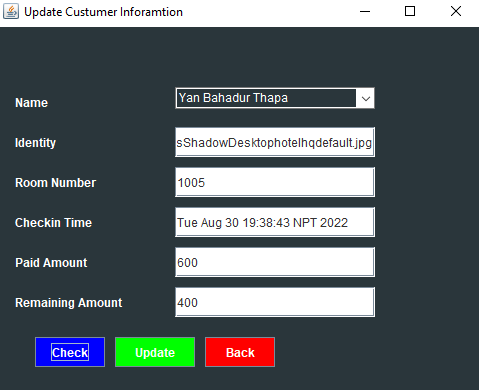 Update Custumer Inforamtion
Name Yan Bahadur Thapa
Identity sShadowDesktophotelhqdefault.jpg
Room Number 1005
Checkin Time Tue Aug 30 19:38:43 NPT 2022
Paid Amount 600
Remaining Amount 400
Check Update Back